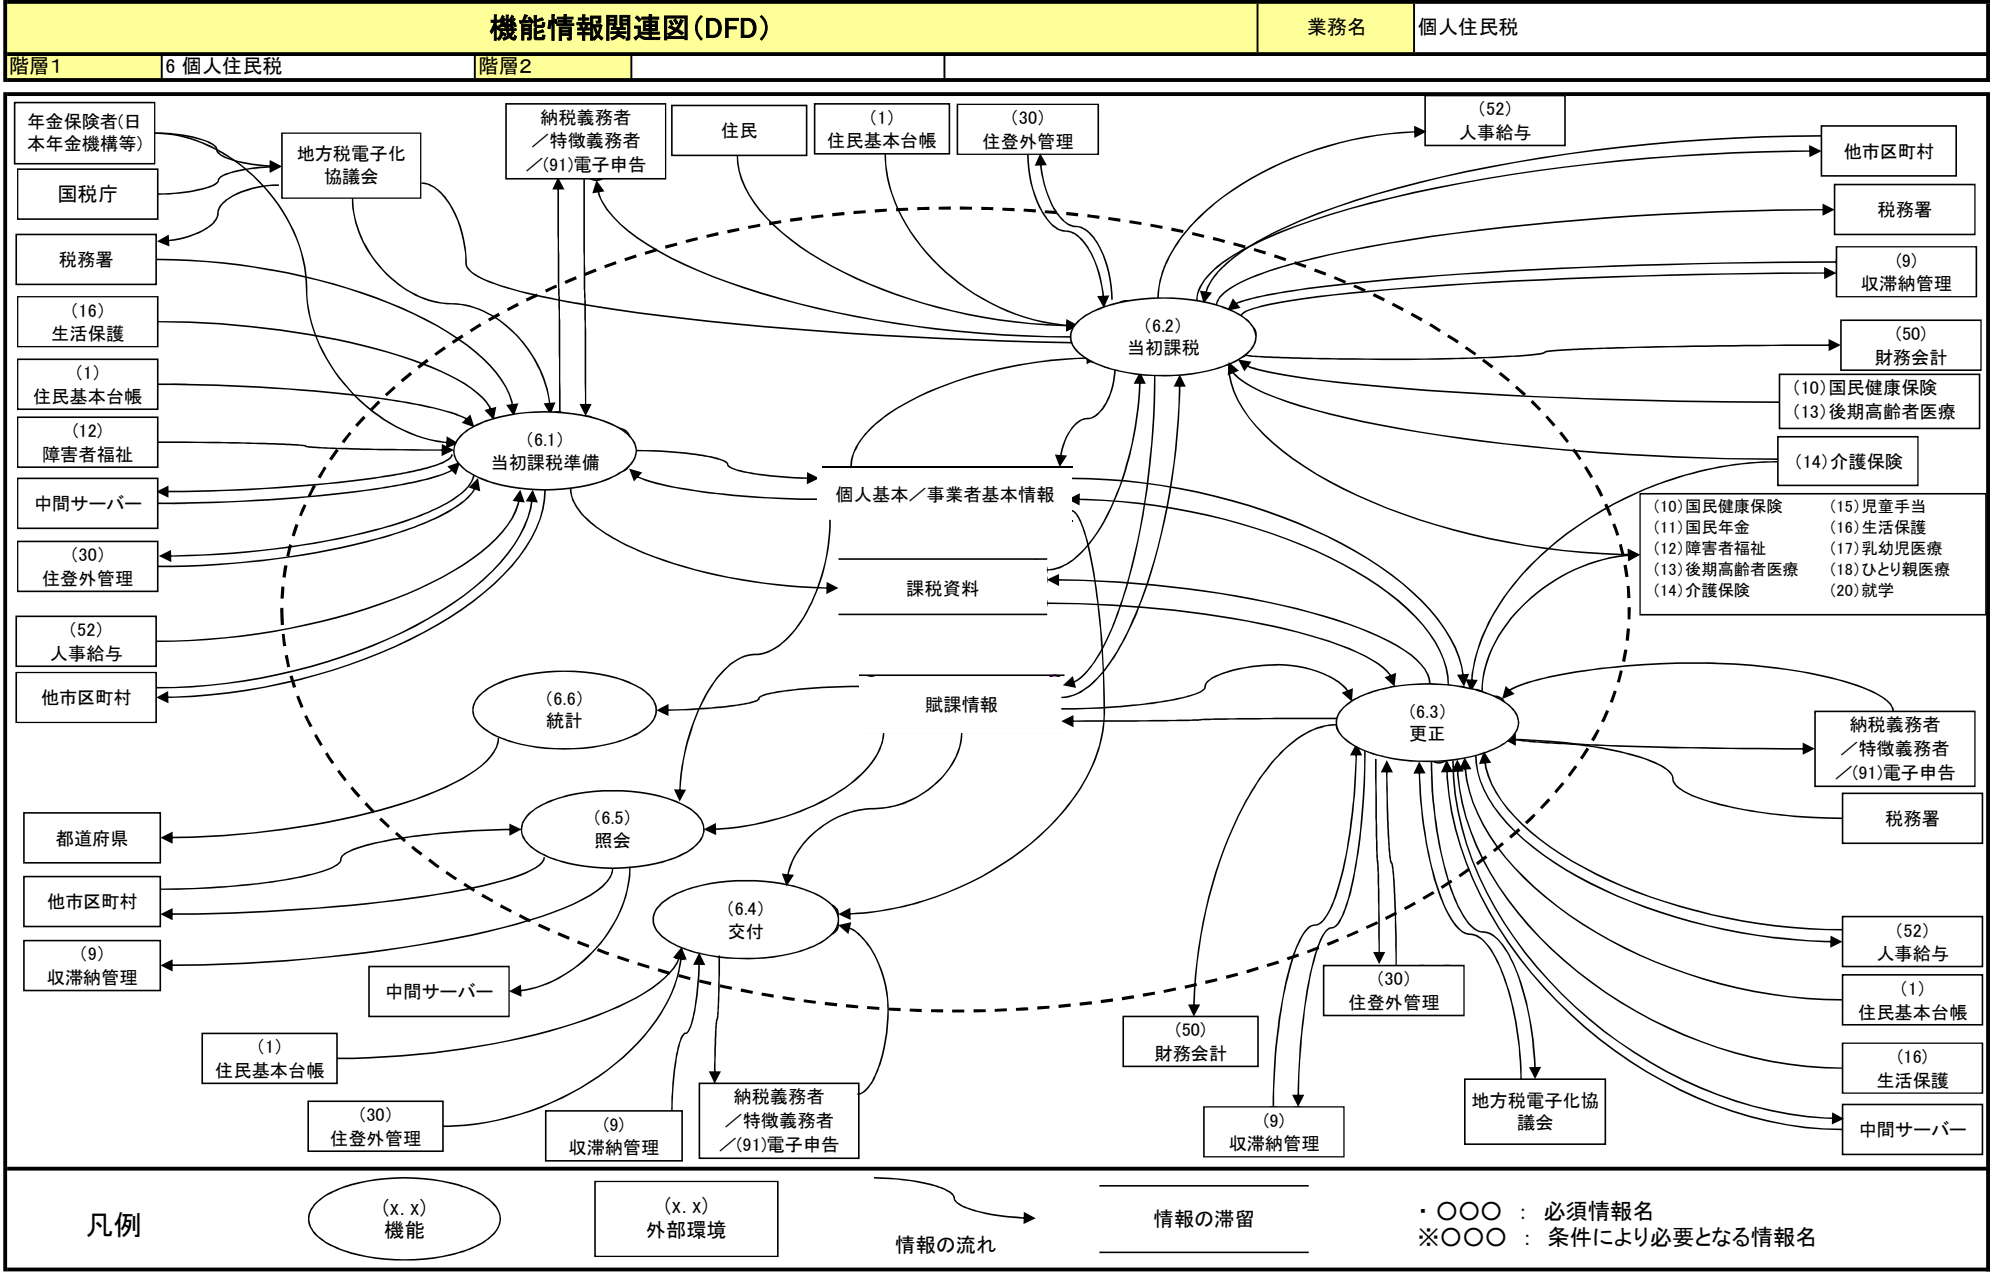 機能情報関連図(DFD)
業務名
個人住民税
階層1
6 個人住民税
階層2
年金保険者(日
本年金機構等)
国税庁
税務署
(16)
生活保護
(1)
住民基本台帳
(12)
障害者福祉
中間サーバー
(30)
住登外管理
(52)
人事給与
他市区町村
地方税電子化
協議会
納税義務者
／特徴義務者
／(91)電子申告
住民
(1)
住民基本台帳
(30)
住登外管理
(52)
人事給与
他市区町村
税務署
(9)
収滞納管理
(50)
財務会計
(10)国民健康保険
(13)後期高齢者医療
(14)介護保険
(10)国民健康保険
(11)国民年金
(12)障害者福祉
(13)後期高齢者医療
(14)介護保険
(15)児童手当
(16)生活保護
(17)乳幼児医療
(18)ひとり親医療
(20)就学
(6.1)
当初課税準備
(6.2)
当初課税
個人基本／事業者基本情報
課税資料
賦課情報
(6.6)
統計
(6.3)
更正
(6.5)
照会
(6.4)
交付
都道府県
他市区町村
(9)
収滞納管理
中間サーバー
(1)
住民基本台帳
(30)
住登外管理
(9)
収滞納管理
納税義務者
／特徴義務者
／(91)電子申告
納税義務者
／特徴義務者
／(91)電子申告
税務署
(52)
人事給与
(1)
住民基本台帳
(16)
生活保護
中間サーバー
(30)
住登外管理
(50)
財務会計
(9)
収滞納管理
地方税電子化協
議会
凡例
(x.x)
機能
(x.x)
外部環境
情報の流れ
情報の滞留
・〇〇〇 : 必須情報名
※〇〇〇 : 条件により必要となる情報名